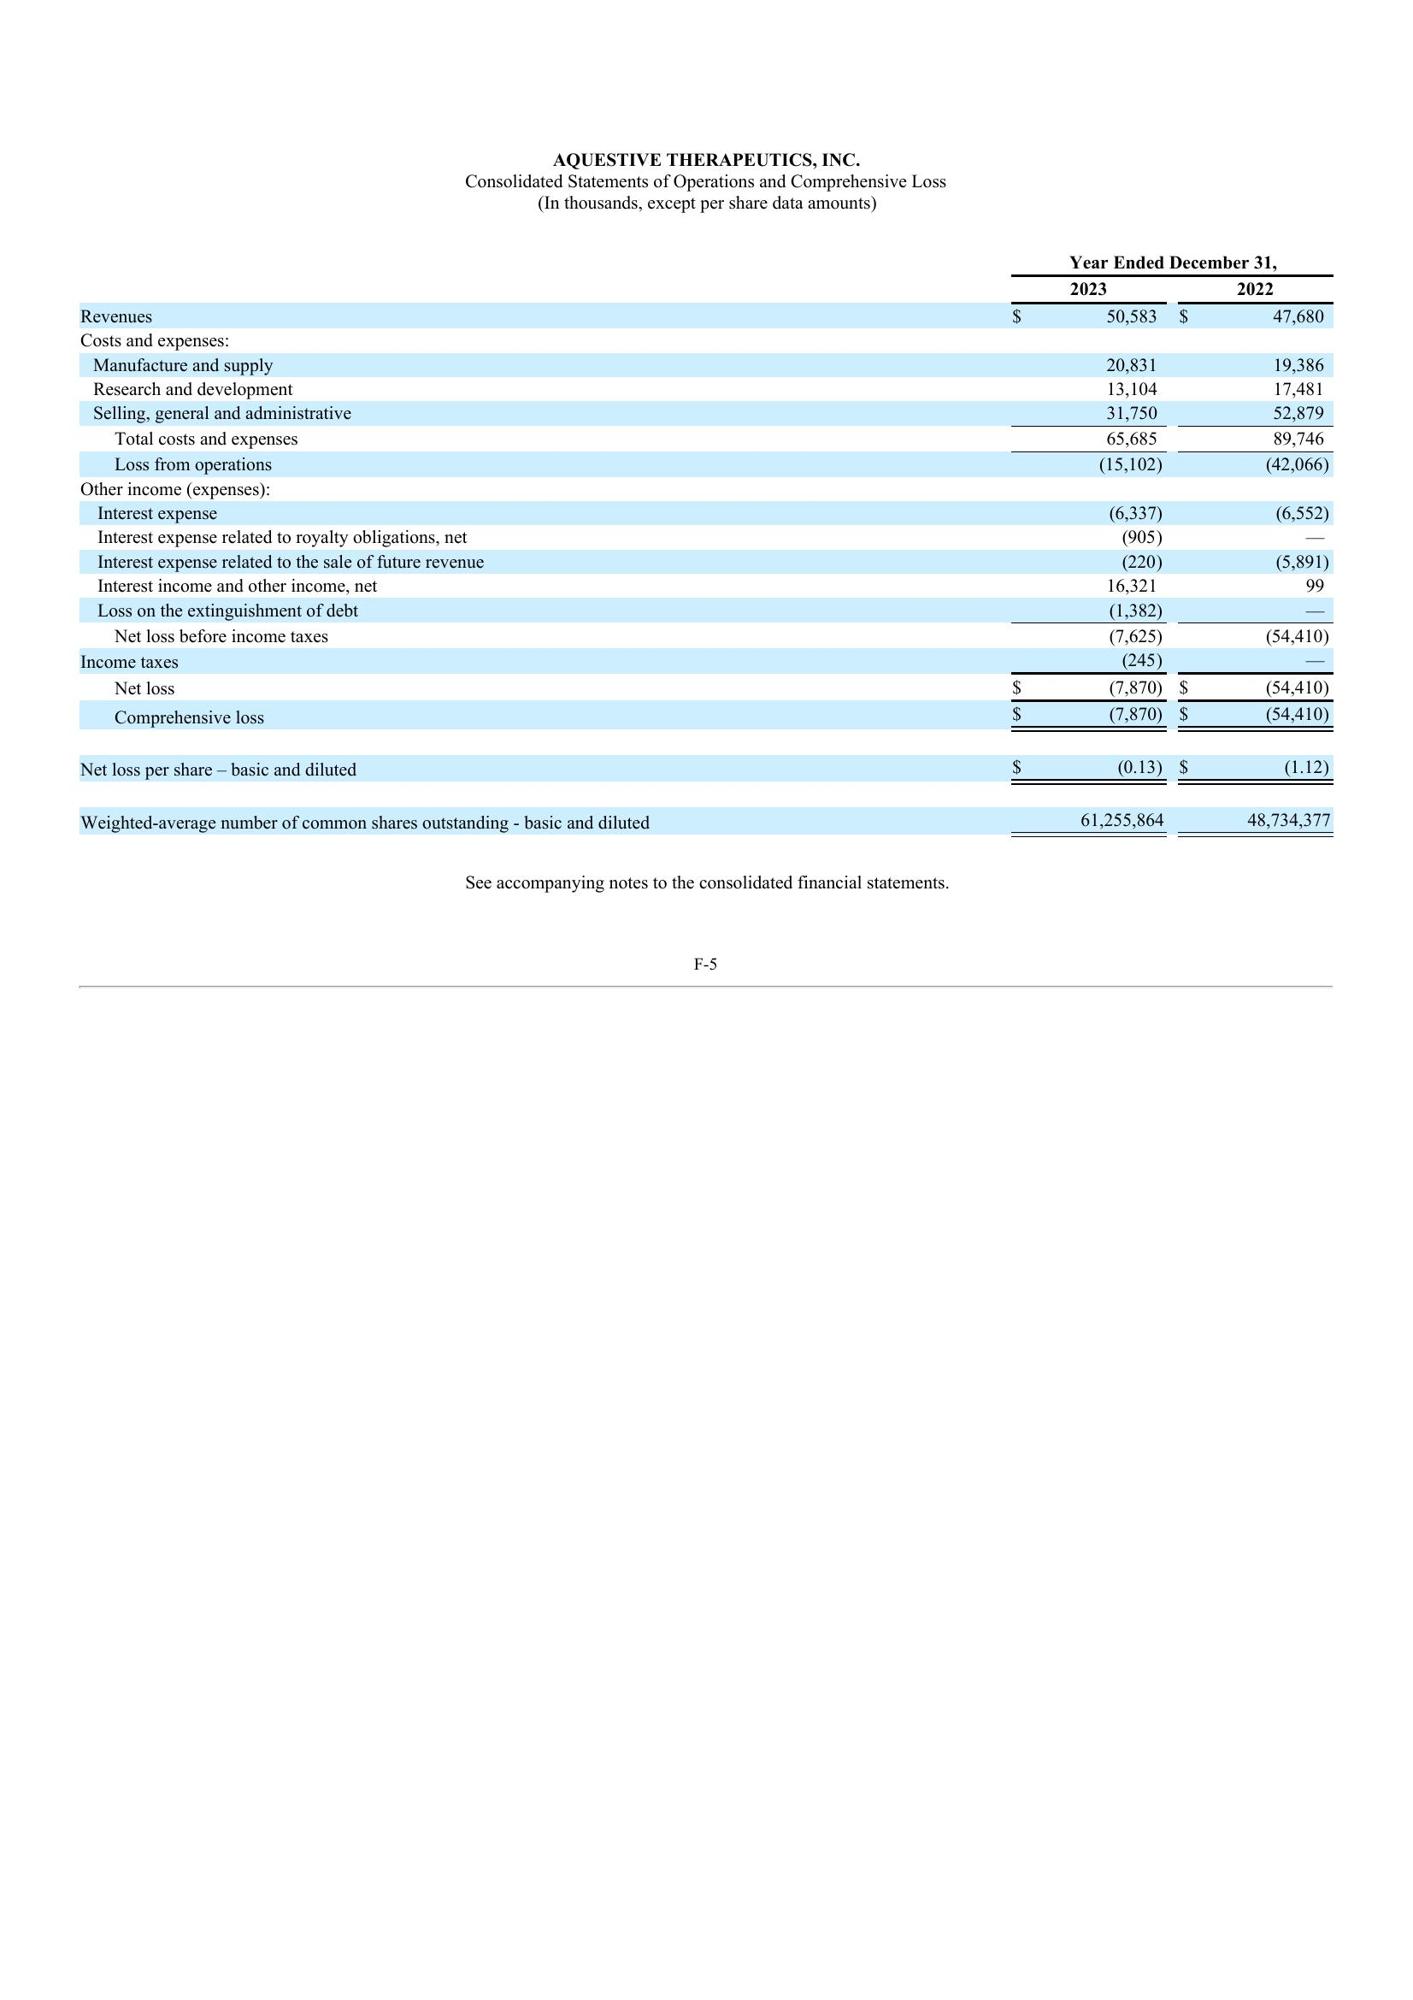 AQUESTIVE THERAPEUTICS, INC.
Consolidated Statements of Operations and Comprehensive Loss
(In thousands, except per share data amounts)
Year Ended December 31,
2023 2022
Revenues $ 50,583 $ 47,680
Costs and expenses:
Manufacture and supply 20,831 19,386
Research and development 13,104 17,481
Selling, general and administrative 31,750 52,879
Total costs and expenses 65,685 89,746
Loss from operations (15,102) (42,066)
Other income (expenses):
Interest expense (6,337) (6,552)
Interest expense related to royalty obligations, net (905) —
Interest expense related to the sale of future revenue (220) (5,891)
Interest income and other income, net 16,321 99
Loss on the extinguishment of debt (1,382) —
Net loss before income taxes (7,625) (54,410)
Income taxes (245) —
Net loss $ (7,870) $ (54,410)
Comprehensive loss $ (7,870) $ (54,410)
Net loss per share – basic and diluted $ (0.13) $ (1.12)
Weighted-average number of common shares outstanding - basic and diluted 61,255,864 48,734,377
See accompanying notes to the consolidated financial statements.
F-5